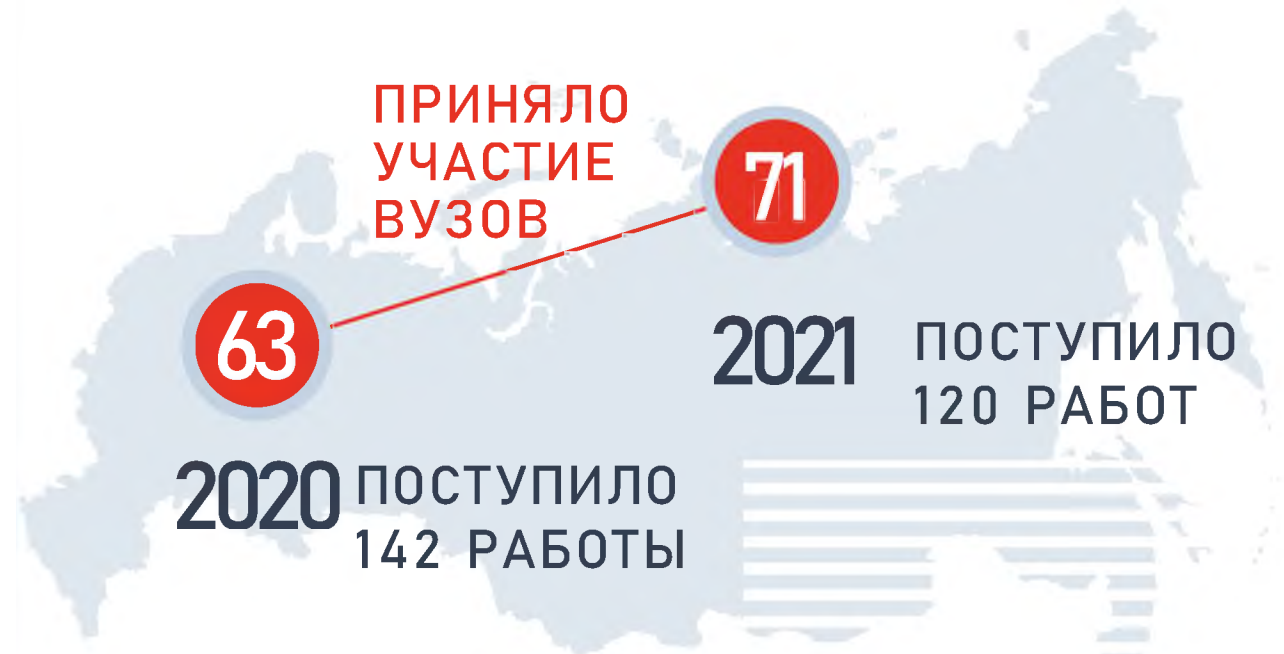 ПРИНЯЛО
УЧАСТИЕ
ВУЗОВ
71
63
2021
ПОСТУПИЛО
120 РАБОТ
2020
ПОСТУПИЛО
142 РАБОТЫ